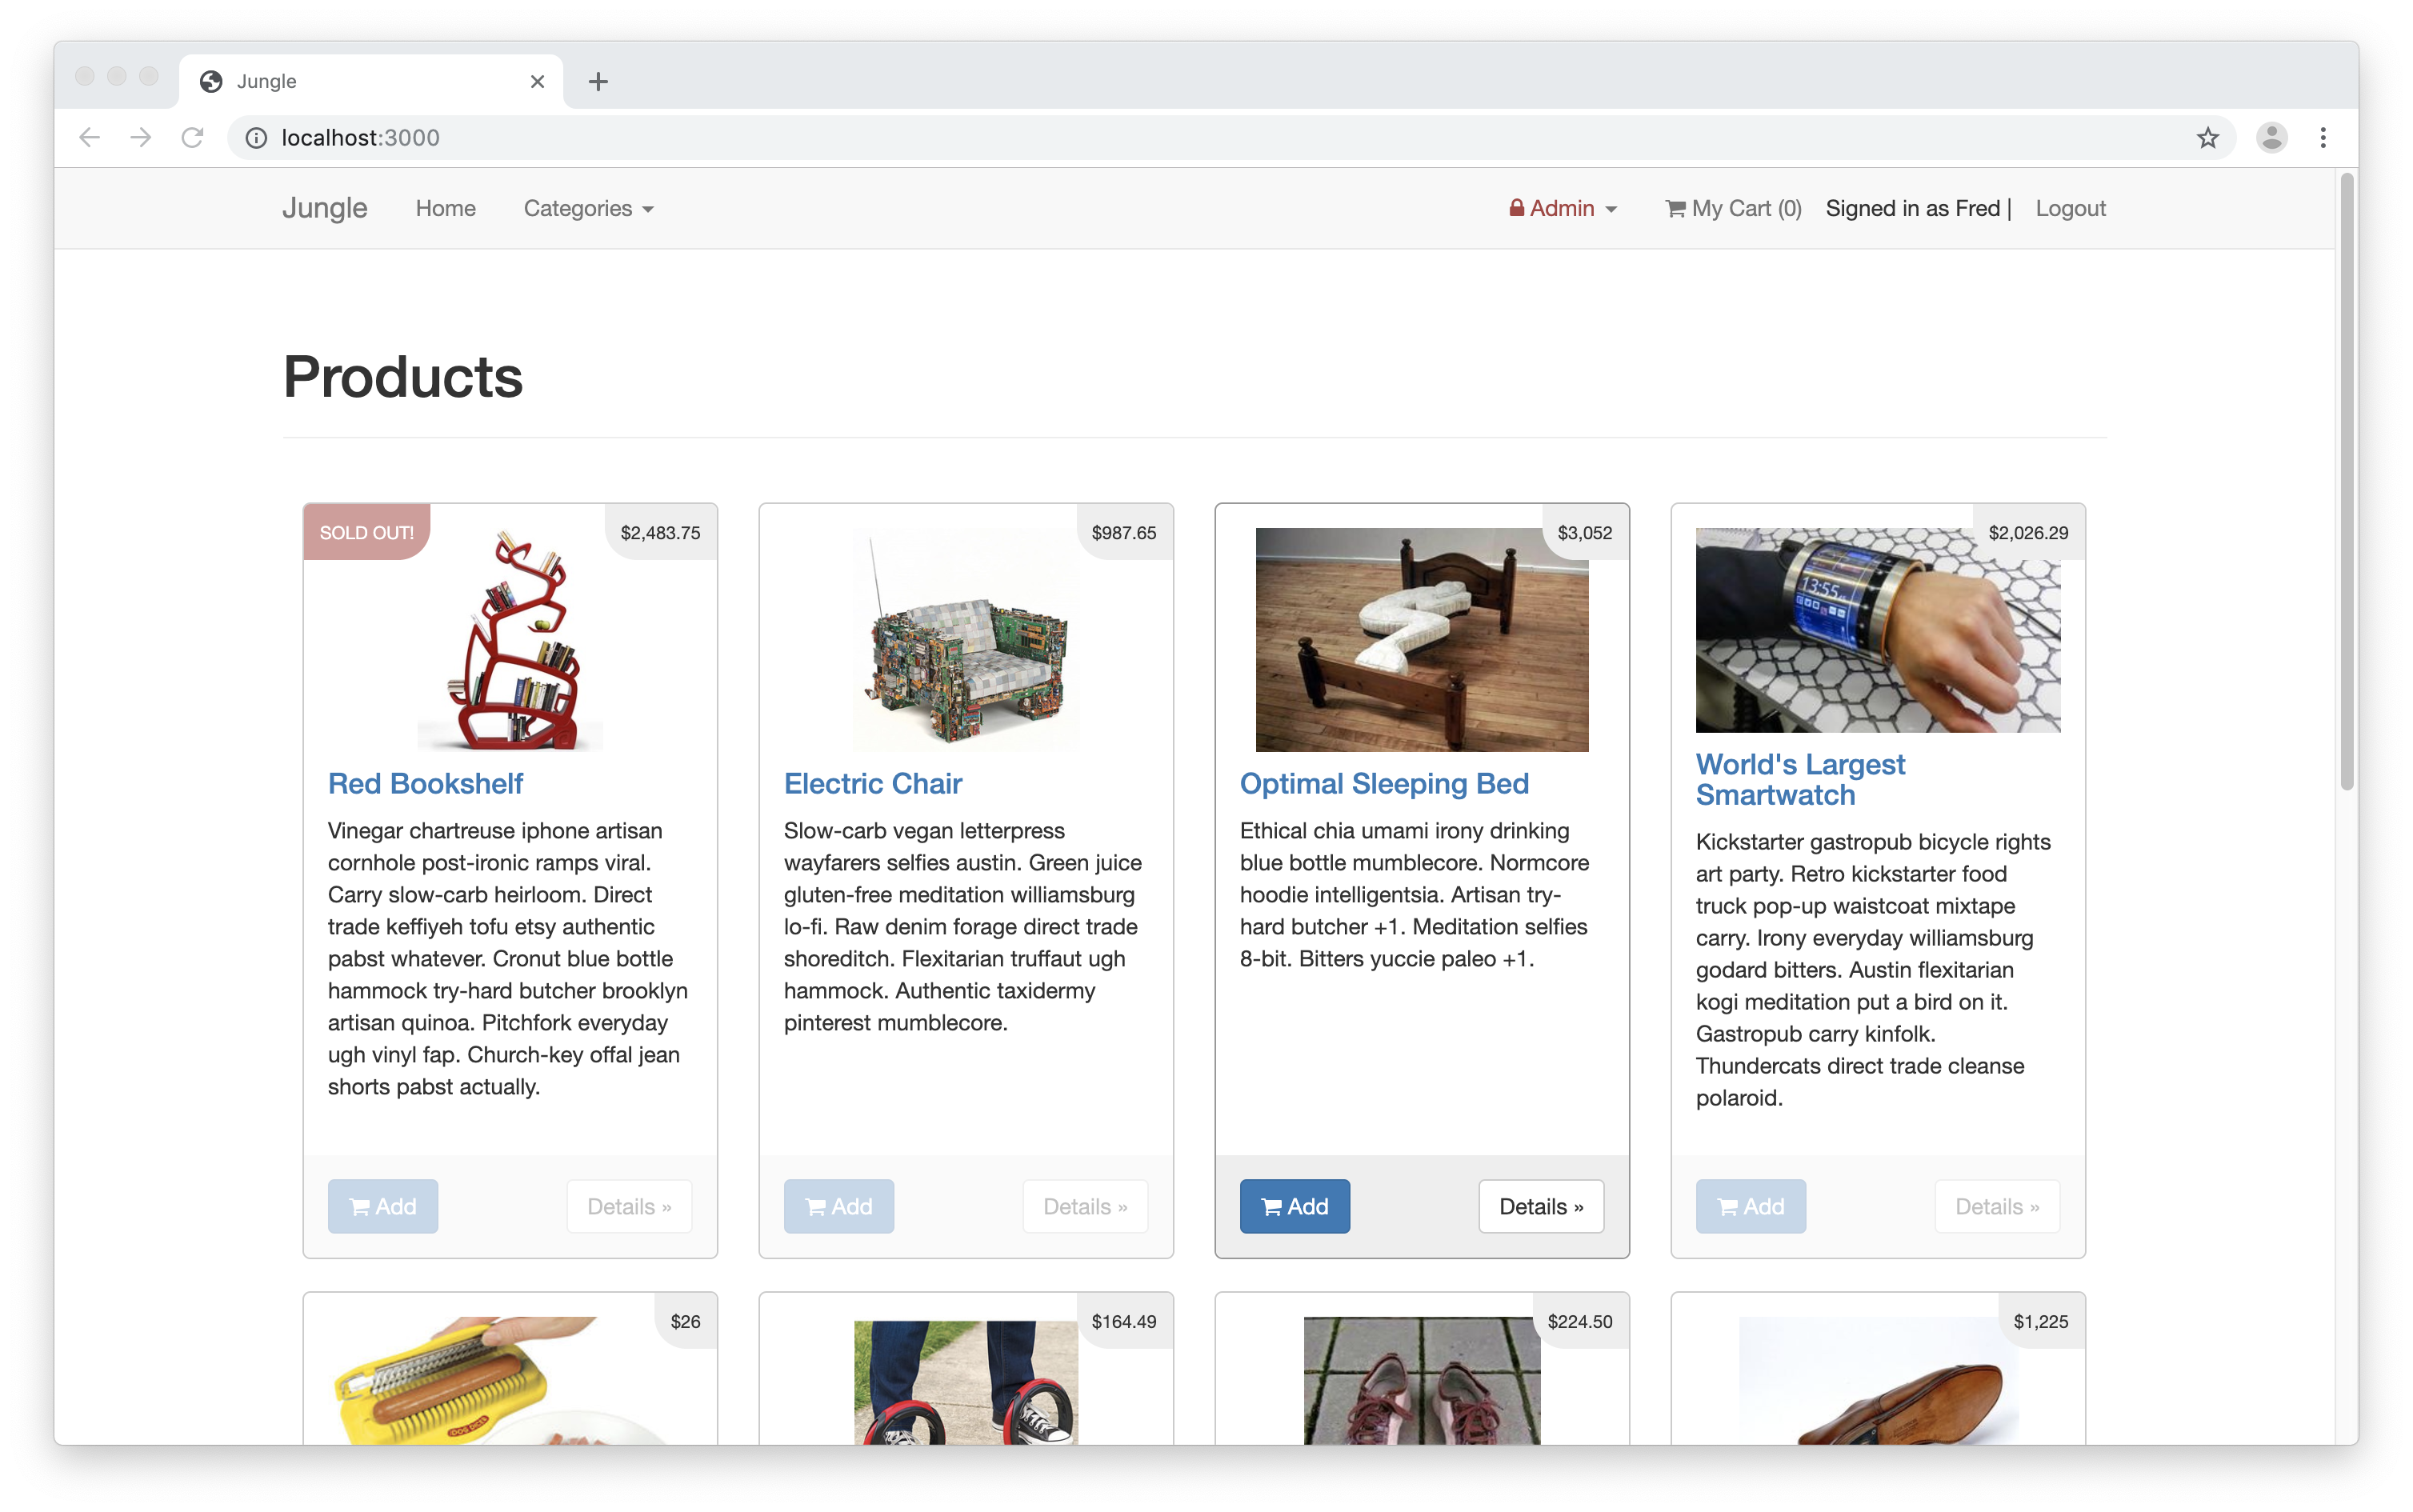 Jungle
localhost:3000
Jungle Home Categories Admin My Cart (0) Signed in as Fred | Logout
Products
SOLD OUT!
$2,483.75
Red Bookshelf
Vinegar chartreuse iphone artisan
cornhole post-ironic ramps viral.
Carry slow-carb heirloom. Direct
trade keffiyeh tofu etsy authentic
pabst whatever. Cronut blue bottle
hammock try-hard butcher brooklyn
artisan quinoa. Pitchfork everyday
ugh vinyl fap. Church-key offal jean
shorts pabst actually.
Add Details »
$987.65
Electric Chair
Slow-carb vegan letterpress
wayfarers selfies austin. Green juice
gluten-free meditation williamsburg
lo-fi. Raw denim forage direct trade
shoreditch. Flexitarian truffaut ugh
hammock. Authentic taxidermy
pinterest mumblecore.
Add Details »
$3,052
Optimal Sleeping Bed
Ethical chia umami irony drinking
blue bottle mumblecore. Normcore
hoodie intelligentsia. Artisan try-
hard butcher +1. Meditation selfies
8-bit. Bitters yuccie paleo +1.
Add Details »
$2,026.29
13:55
World's Largest
Smartwatch
Kickstarter gastropub bicycle rights
art party. Retro kickstarter food
truck pop-up waistcoat mixtape
carry. Irony everyday williamsburg
godard bitters. Austin flexitarian
kogi meditation put a bird on it.
Gastropub carry kinfolk.
Thundercats direct trade cleanse
polaroid.
Add Details »
$26
$164.49
$224.50
$1,225